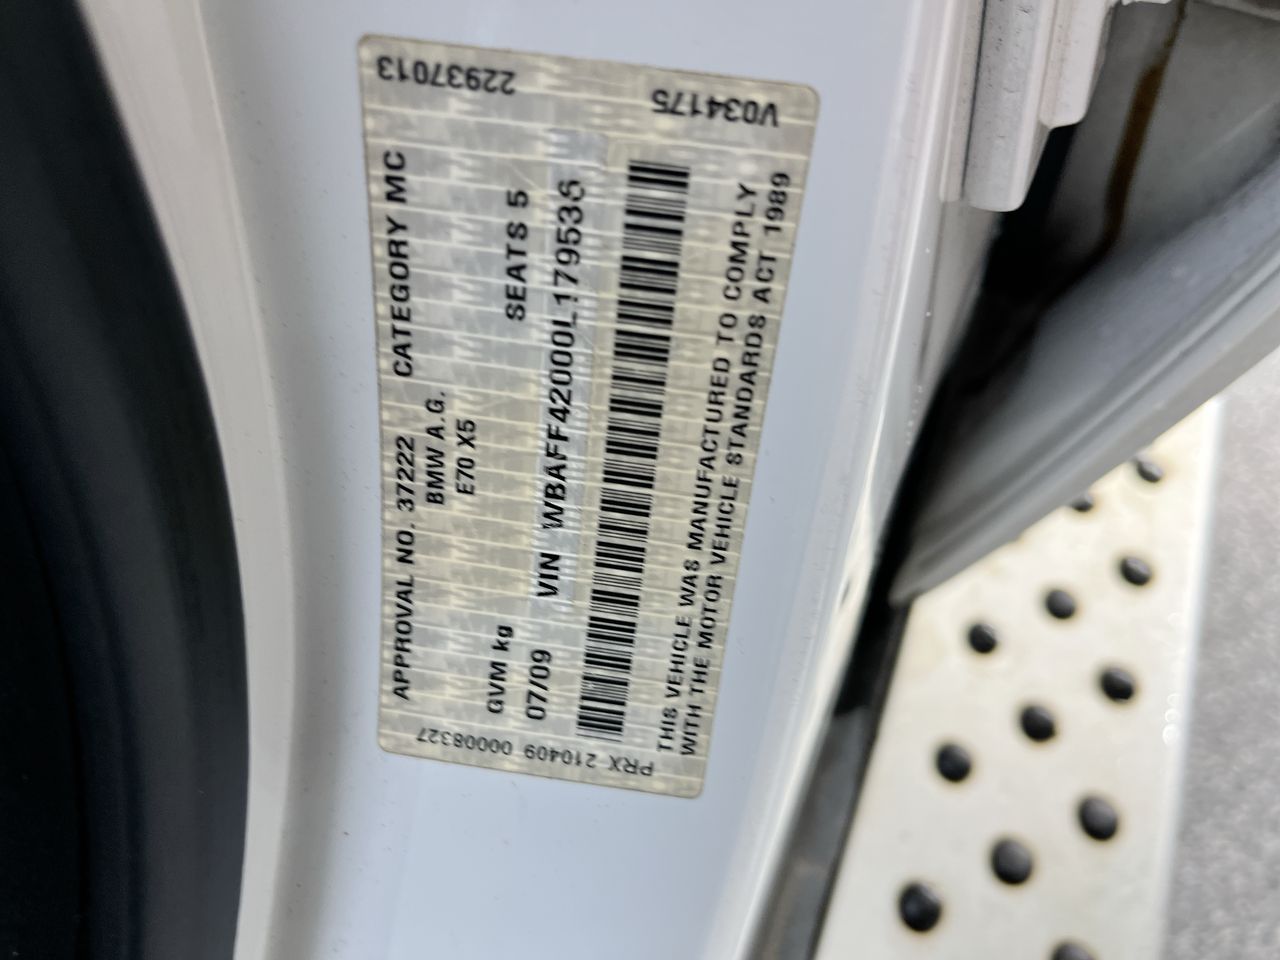 APPROVAL NO. 37222 CATEGORY MC
BMW A.G.
E70 X5
GVM kg SEATS 5
07/09 VIN WBAFF42000L179536
THIS VEHICLE WAS MANUFACTURED TO COMPLY
WITH THE MOTOR VEHICLE STANDARDS ACT 1989
22937013
V034175
PRX 210409 00008327